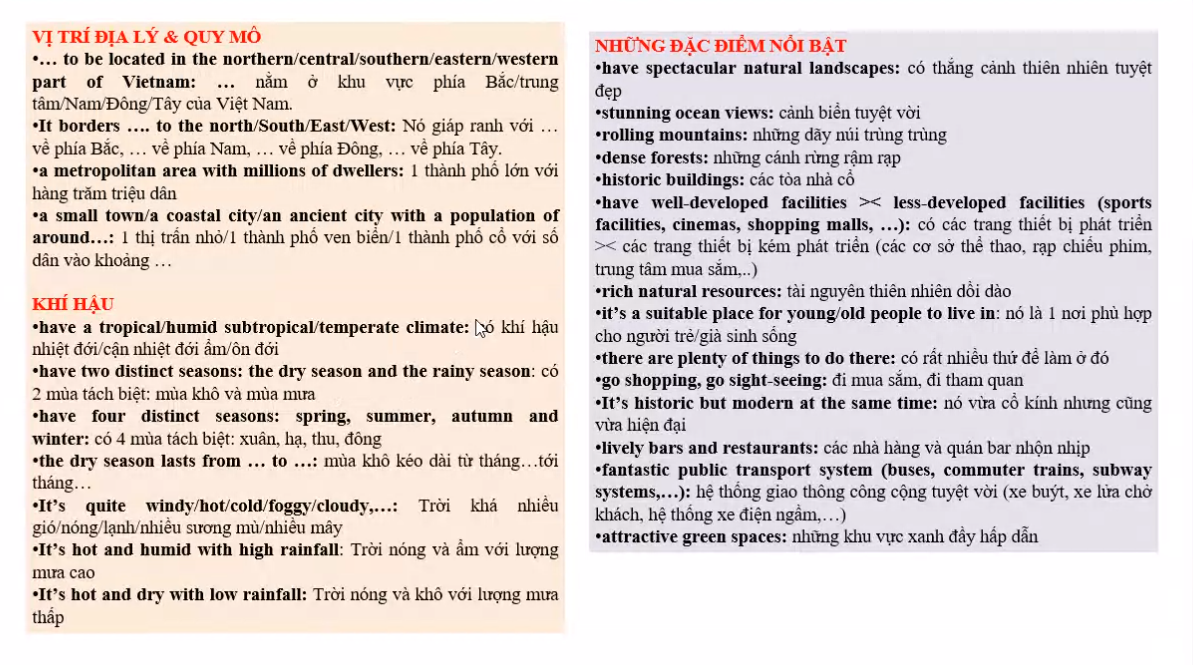 VỊ TRÍ ĐỊA LÝ & QUY MÔ
•… to be located in the northern/central/southern/eastern/western
part of Vietnam: … nằm ở khu vực phía Bắc/trung
tâm/Nam/Đông/Tây của Việt Nam.
•It borders …. to the north/South/East/West: Nó giáp ranh với …
về phía Bắc, … về phía Nam, … về phía Đông, … về phía Tây.
•a metropolitan area with millions of dwellers: 1 thành phố lớn với
hàng trăm triệu dân
•a small town/a coastal city/an ancient city with a population of
around…: 1 thị trấn nhỏ/1 thành phố ven biển/1 thành phố cổ với số
dân vào khoảng …
KHÍ HẬU
•have a tropical/humid subtropical/temperate climate: có khí hậu
nhiệt đới/cận nhiệt đới ẩm/ôn đới
•have two distinct seasons: the dry season and the rainy season: có
2 mùa tách biệt: mùa khô và mùa mưa
•have four distinct seasons: spring, summer, autumn and
winter: có 4 mùa tách biệt: xuân, hạ, thu, đông
•the dry season lasts from … to …: mùa khô kéo dài từ tháng…tới
tháng…
•It’s quite windy/hot/cold/foggy/cloudy,…: Trời khá nhiều
gió/nóng/lạnh/nhiều sương mù/nhiều mây
•It’s hot and humid with high rainfall: Trời nóng và ẩm với lượng
mưa cao
•It’s hot and dry with low rainfall: Trời nóng và khô với lượng mưa
thấp
NHỮNG ĐẶC ĐIỂM NỔI BẬT
•have spectacular natural landscapes: có thắng cảnh thiên nhiên tuyệt
đẹp
•stunning ocean views: cảnh biển tuyệt vời
•rolling mountains: những dãy núi trùng trùng
•dense forests: những cánh rừng rậm rạp
•historic buildings: các tòa nhà cổ
•have well-developed facilities >< less-developed facilities (sports
facilities, cinemas, shopping malls, …): có các trang thiết bị phát triển
>< các trang thiết bị kém phát triển (các cơ sở thể thao, rạp chiếu phim,
trung tâm mua sắm,..)
•rich natural resources: tài nguyên thiên nhiên dồi dào
•it’s a suitable place for young/old people to live in: nó là 1 nơi phù hợp
cho người trẻ/già sinh sống
•there are plenty of things to do there: có rất nhiều thứ để làm ở đó
•go shopping, go sight-seeing: đi mua sắm, đi tham quan
•It’s historic but modern at the same time: nó vừa cổ kính nhưng cũng
vừa hiện đại
•lively bars and restaurants: các nhà hàng và quán bar nhộn nhịp
•fantastic public transport system (buses, commuter trains, subway
systems,…): hệ thống giao thông công cộng tuyệt vời (xe buýt, xe lửa chở
khách, hệ thống xe điện ngầm,…)
•attractive green spaces: những khu vực xanh đầy hấp dẫn